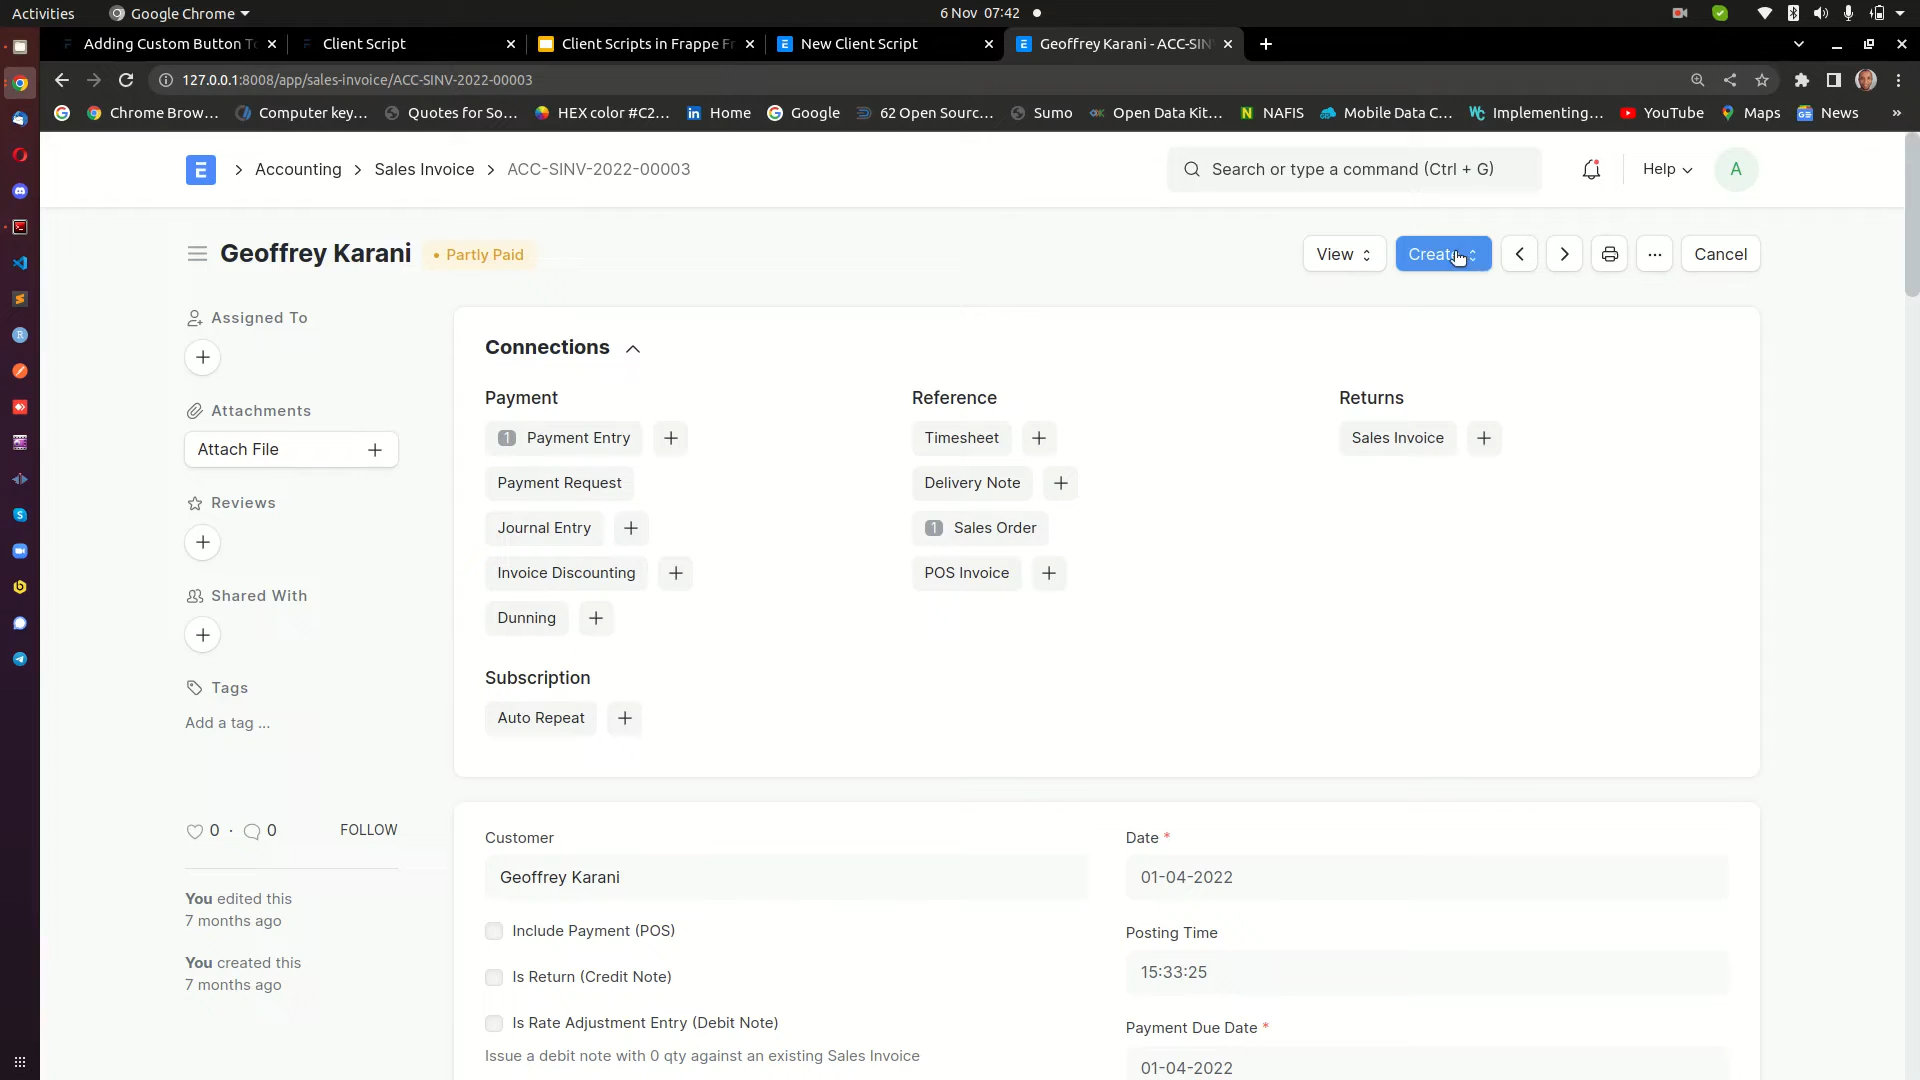 Activities
Google Chrome
6 Nov 07:42
Adding Custom Button T
Client Script
Client Scripts in Frappe Fr
New Client Script
Geoffrey Karani - ACC-SIN
127.0.0.1:8008/app/sales-invoice/ACC-SINV-2022-00003
Chrome Brow...
Computer key...
Quotes for So...
HEX color #C2...
Home
Google
62 Open Sourc...
Sumo
Open Data Kit...
NAFIS
Mobile Data C...
Implementing...
YouTube
Maps
News
»
E
Accounting
Sales Invoice
ACC-SINV-2022-00003
Search or type a command (Ctrl + G)
Help
A
Geoffrey Karani
Partly Paid
View
Create
Cancel
Assigned To
Attachments
Attach File
Reviews
Shared With
Tags
Add a tag ...
0 · 0
FOLLOW
You edited this
7 months ago
You created this
7 months ago
Connections
Payment
1 Payment Entry
Payment Request
Journal Entry
Invoice Discounting
Dunning
Reference
Timesheet
Delivery Note
1 Sales Order
POS Invoice
Returns
Sales Invoice
Subscription
Auto Repeat
Customer
Geoffrey Karani
Include Payment (POS)
Is Return (Credit Note)
Is Rate Adjustment Entry (Debit Note)
Issue a debit note with 0 qty against an existing Sales Invoice
Date *
01-04-2022
Posting Time
15:33:25
Payment Due Date *
01-04-2022